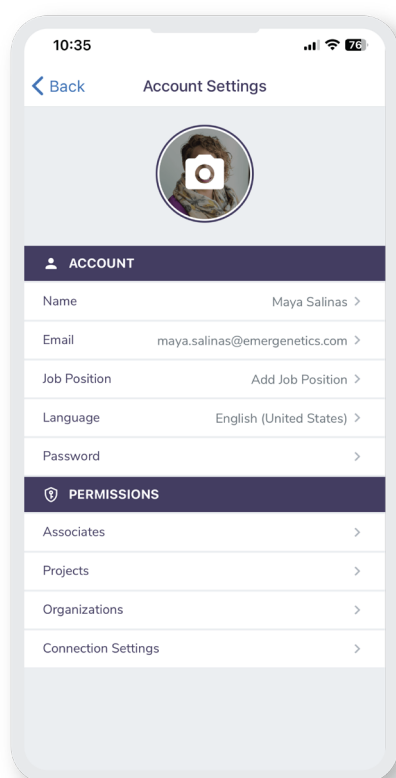 10:35
76
Back Account Settings
ACCOUNT
Name Maya Salinas
Email maya.salinas@emergenetics.com
Job Position Add Job Position
Language English (United States)
Password
PERMISSIONS
Associates
Projects
Organizations
Connection Settings